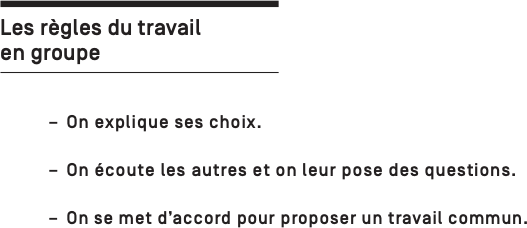 Les règles du travail
en groupe
– On explique ses choix.
– On écoute les autres et on leur pose des questions.
– On se met d'accord pour proposer un travail commun.